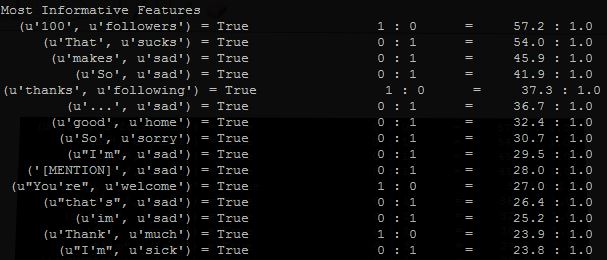 Most Informative Features
(u'100', u'followers') = True 1 : 0 = 57.2 : 1.0
(u'That', u'sucks') = True 0 : 1 = 54.0 : 1.0
(u'makes', u'sad') = True 0 : 1 = 45.9 : 1.0
(u'So', u'sad') = True 0 : 1 = 41.9 : 1.0
(u'thanks', u'following') = True 1 : 0 = 37.3 : 1.0
(u'...', u'sad') = True 0 : 1 = 36.7 : 1.0
(u'good', u'home') = True 0 : 1 = 32.4 : 1.0
(u'So', u'sorry') = True 0 : 1 = 30.7 : 1.0
(u"I'm", u'sad') = True 0 : 1 = 29.5 : 1.0
('[MENTION]', u'sad') = True 0 : 1 = 28.0 : 1.0
(u"You're", u'welcome') = True 1 : 0 = 27.0 : 1.0
(u"that's", u'sad') = True 0 : 1 = 26.4 : 1.0
(u'im', u'sad') = True 0 : 1 = 25.2 : 1.0
(u'Thank', u'much') = True 1 : 0 = 23.9 : 1.0
(u"I'm", u'sick') = True 0 : 1 = 23.8 : 1.0